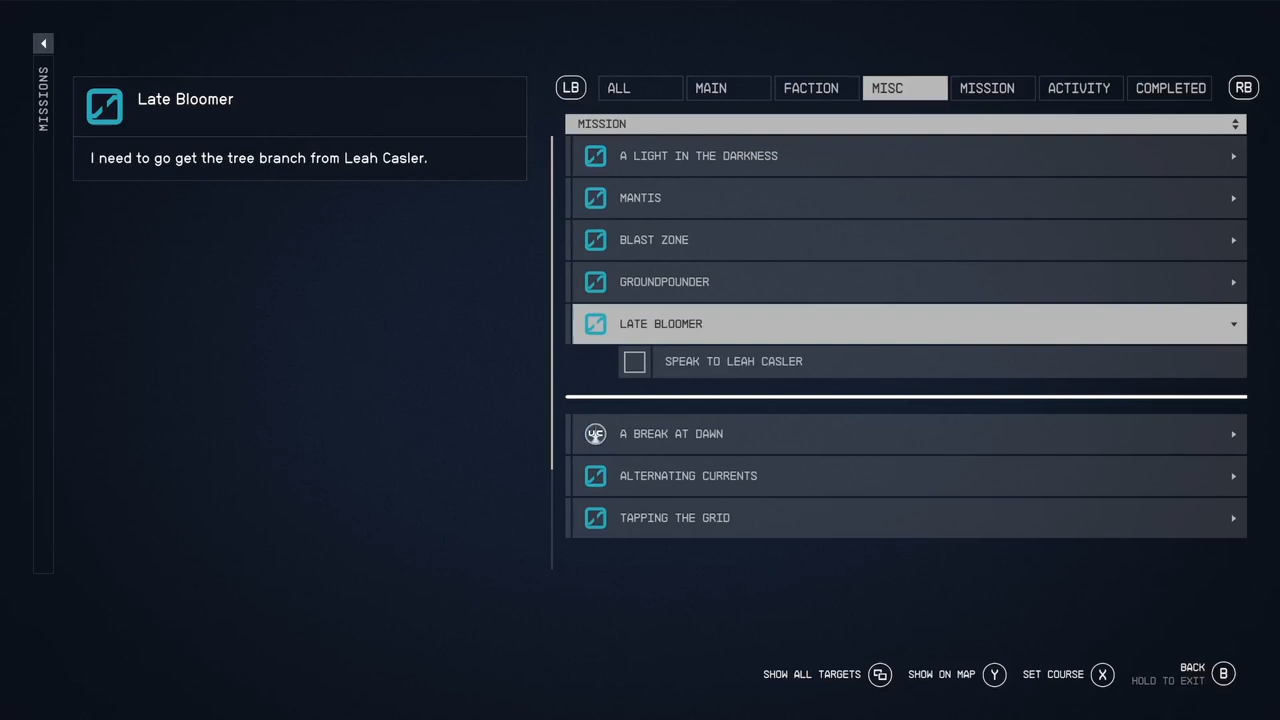 MISSIONS
Late Bloomer
I need to go get the tree branch from Leah Casler.
LB
ALL
MAIN
FACTION
MISC
MISSION
ACTIVITY
COMPLETED
RB
MISSION
A LIGHT IN THE DARKNESS
MANTIS
BLAST ZONE
GROUNDPOUNDER
LATE BLOOMER
SPEAK TO LEAH CASLER
UC
A BREAK AT DAWN
ALTERNATING CURRENTS
TAPPING THE GRID
SHOW ALL TARGETS
SHOW ON MAP Y
SET COURSE X
BACK B
HOLD TO EXIT